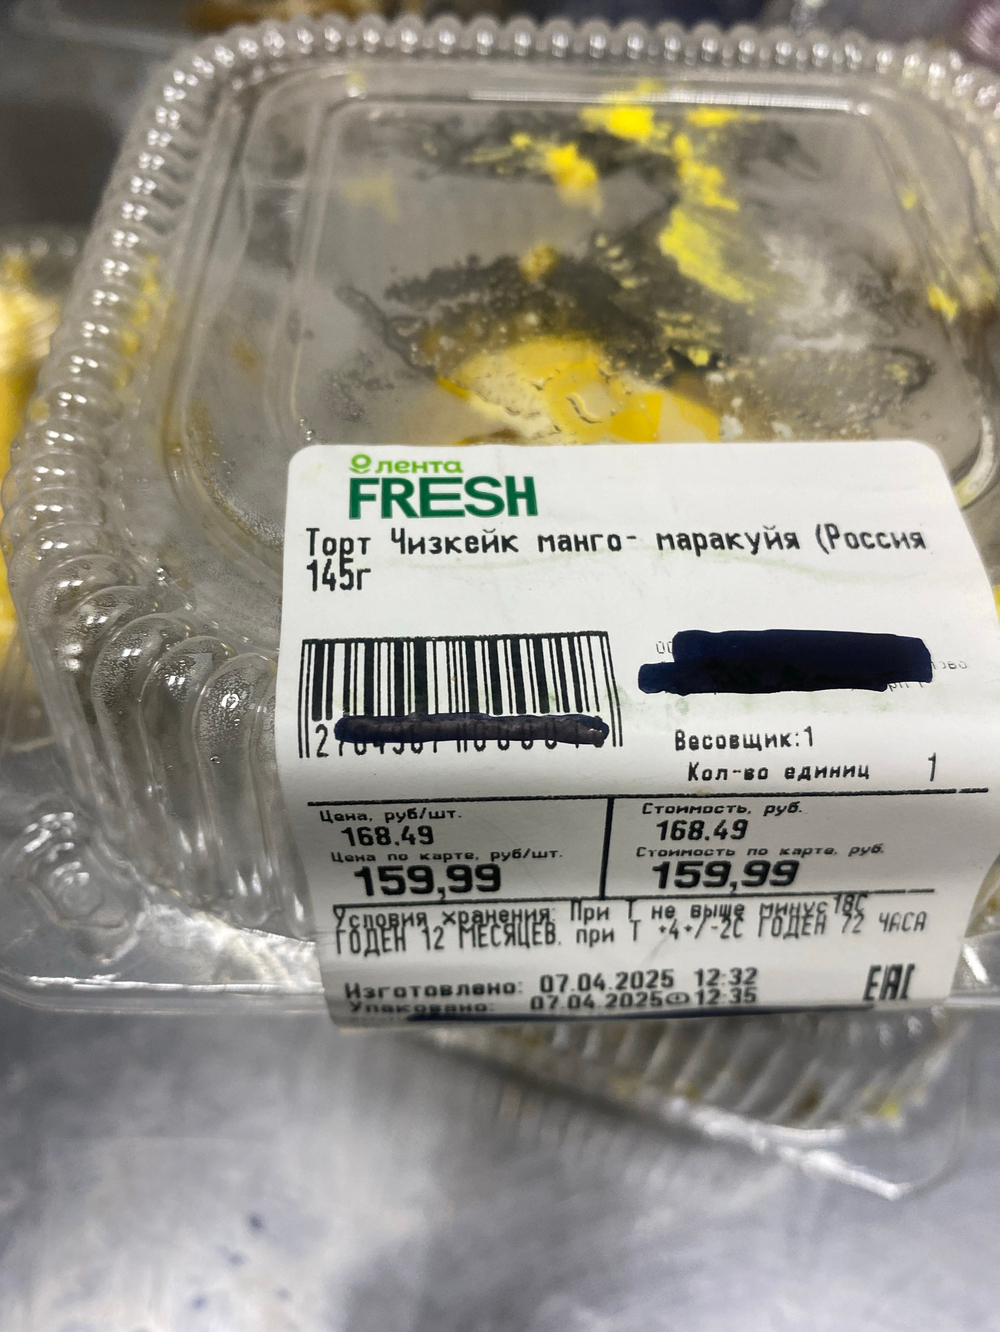 лента
FRESH
Торт Чизкейк манго- маракуйя (Россия
145г
Весовщик:1
Кол-во единиц 1
Цена, руб/шт.
168.49
Цена по карте, руб/шт.
159,99
Стоимость, руб.
168.49
Стоимость по карте, руб.
159,99
Условия хранения: При Т не выше минус18С
ГОДЕН 12 МЕСЯЦЕВ. при Т +4+/-2С ГОДЕН 72 ЧАСА
Изготовлено: 07.04.2025 12:32
Упаковано: 07.04.2025 12:35
EAC